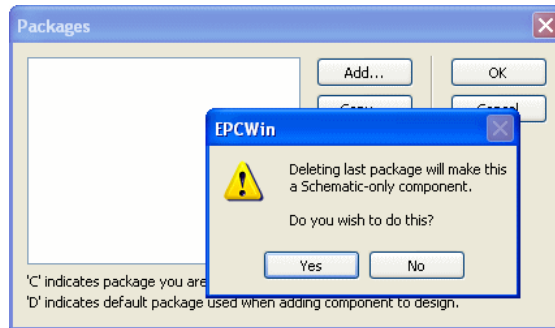 Packages
Add...
OK
Cancel
EPCWin
Deleting last package will make this
a Schematic-only component.
Do you wish to do this?
Yes
No
'C' indicates package you are
'D' indicates default package used when adding component to design.